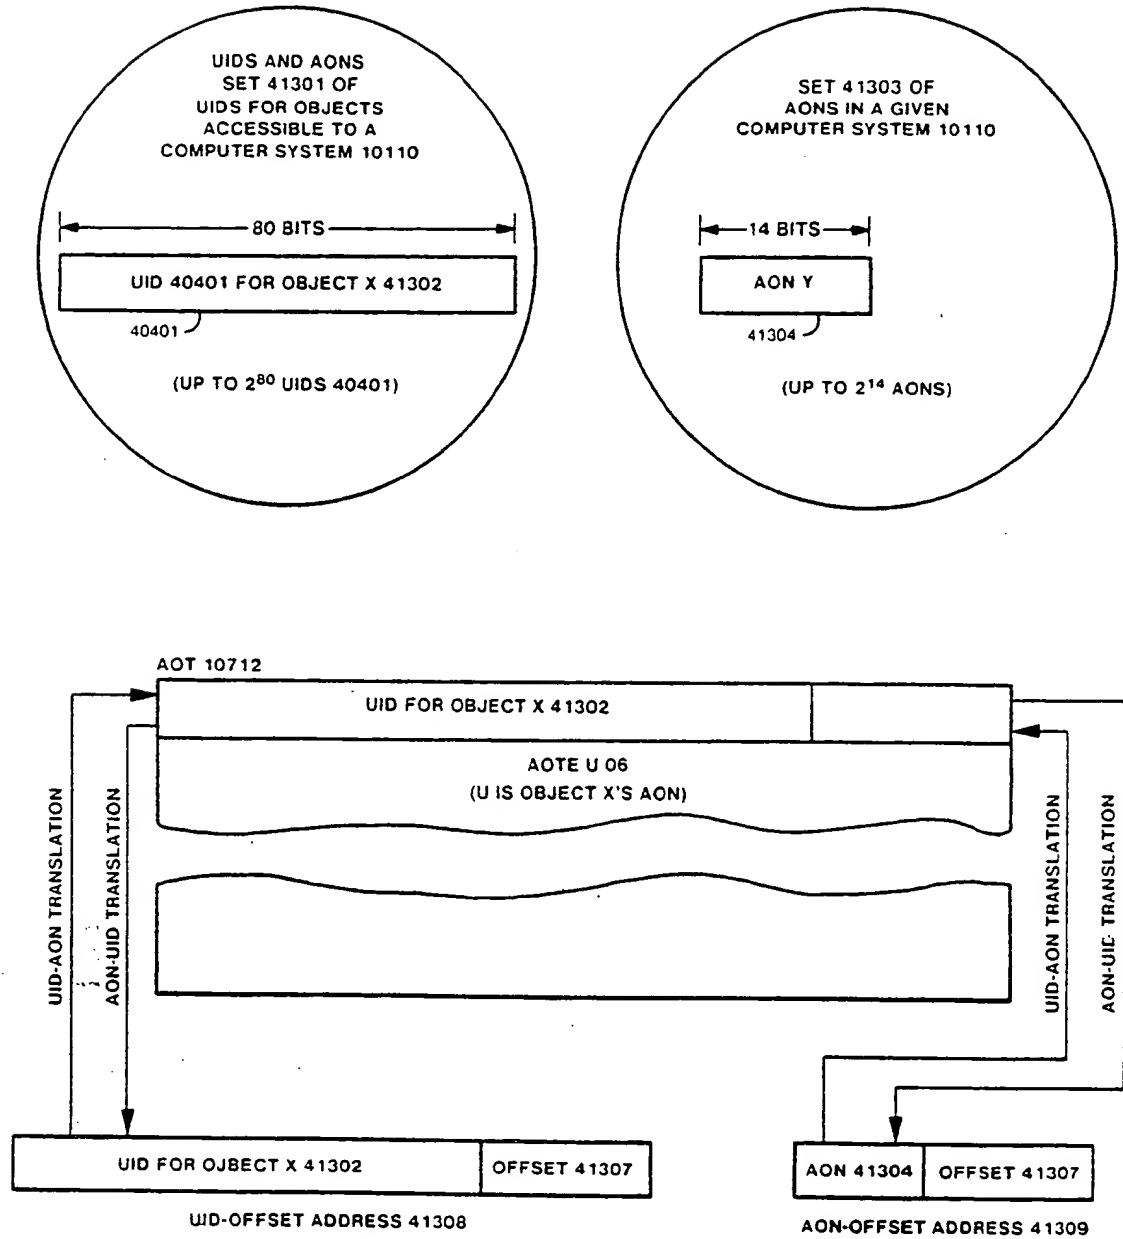 UIDS AND AONS
SET 41301 OF
UIDS FOR OBJECTS
ACCESSIBLE TO A
COMPUTER SYSTEM 10110
80 BITS
UID 40401 FOR OBJECT X 41302
40401
(UP TO 2⁸⁰ UIDS 40401)
SET 41303 OF
AONS IN A GIVEN
COMPUTER SYSTEM 10110
14 BITS
AON Y
41304
(UP TO 2¹⁴ AONS)
AOT 10712
UID FOR OBJECT X 41302
AOTE U 06
(U IS OBJECT X'S AON)
UID-AON TRANSLATION
AON-UID TRANSLATION
UID-AON TRANSLATION
AON-UID TRANSLATION
UID FOR OJBECT X 41302
OFFSET 41307
UID-OFFSET ADDRESS 41308
AON 41304
OFFSET 41307
AON-OFFSET ADDRESS 41309